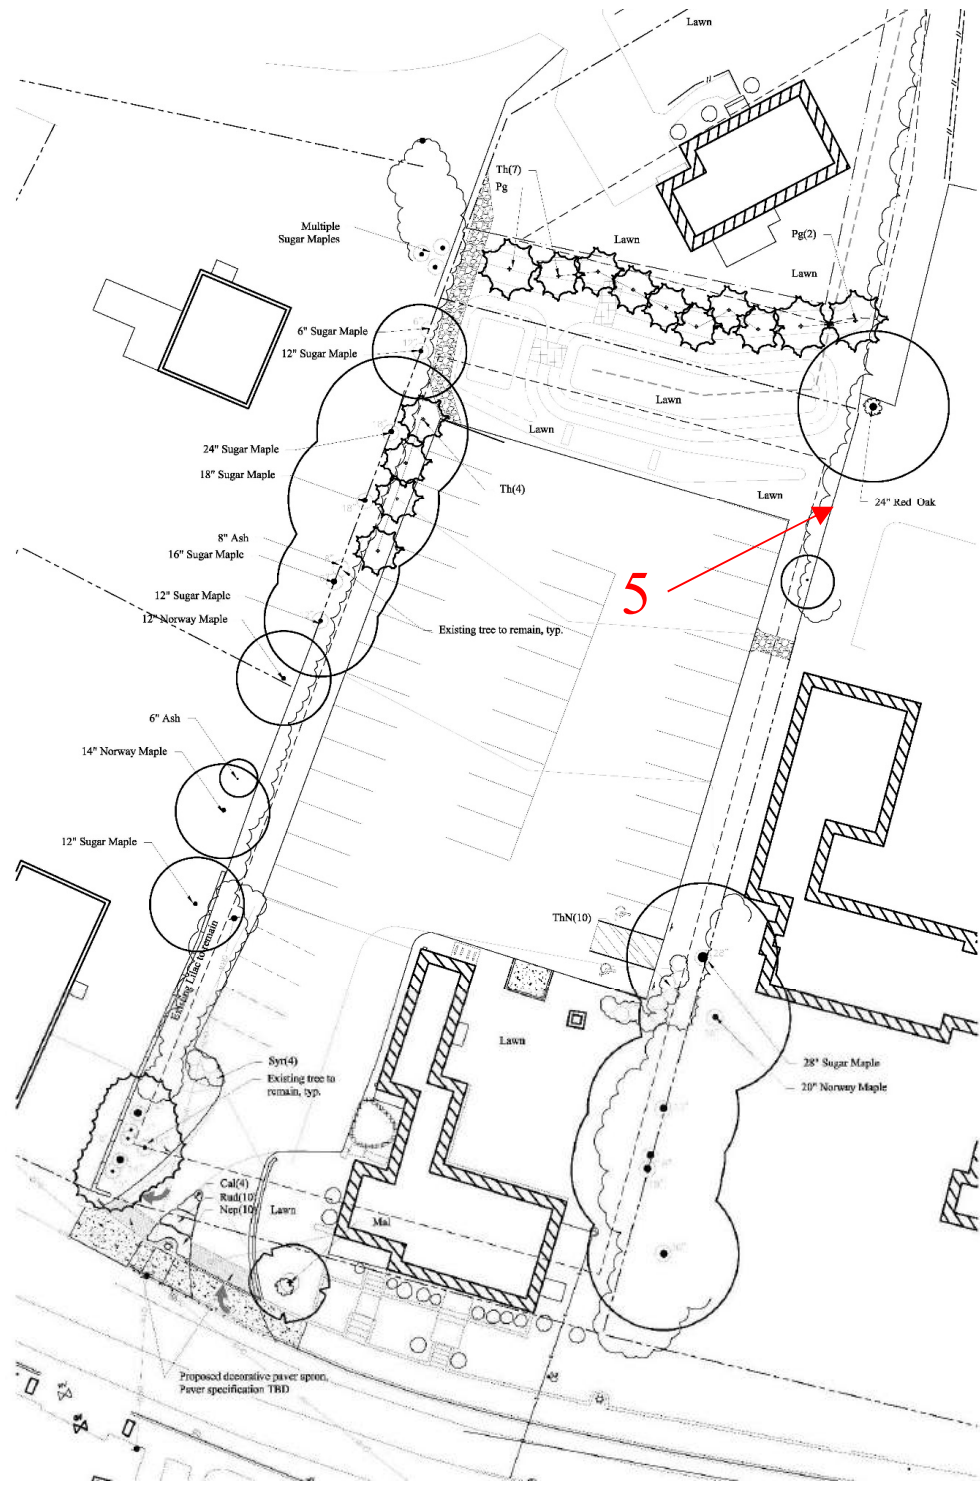 Lawn
Th(7)
Pg
Multiple
Sugar Maples
Lawn
Pg(2)
Lawn
6" Sugar Maple
12" Sugar Maple
Lawn
Lawn
24" Sugar Maple
18" Sugar Maple
Th(4)
Lawn
24" Red Oak
18"
8" Ash
16" Sugar Maple
5
12" Sugar Maple
12" Norway Maple
Existing tree to remain, typ.
6" Ash
14" Norway Maple
12" Sugar Maple
ThN(10)
Existing Lilac to remain
Lawn
Syr(4)
Existing tree to
remain, typ.
28" Sugar Maple
20" Norway Maple
Cal(4)
Rud(10)
Nep(10)
Lawn
Mal
Proposed decorative paver apron,
Paver specification TBD